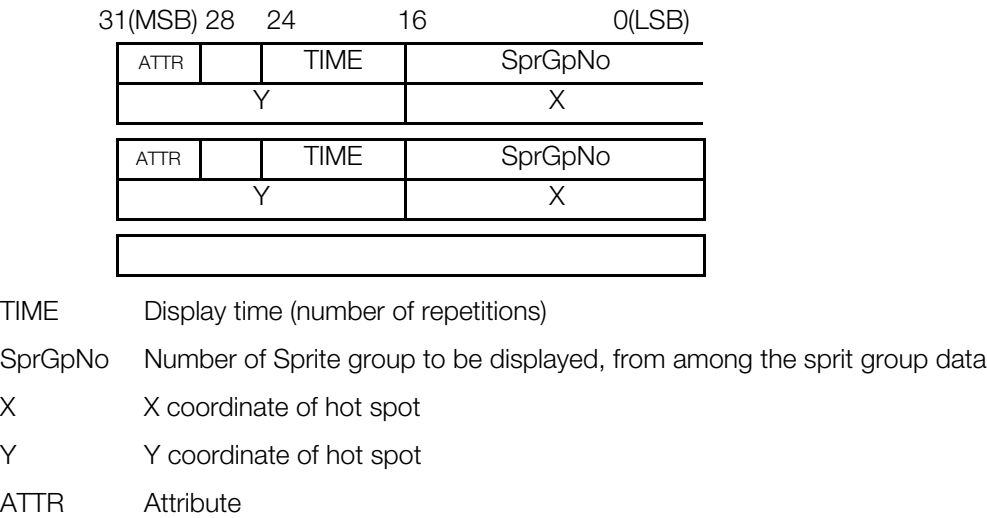 31(MSB) 28 24 16 0(LSB)
ATTR TIME SprGpNo
Y X
ATTR TIME SprGpNo
Y X
TIME Display time (number of repetitions)
SprGpNo Number of Sprite group to be displayed, from among the sprit group data
X X coordinate of hot spot
Y Y coordinate of hot spot
ATTR Attribute